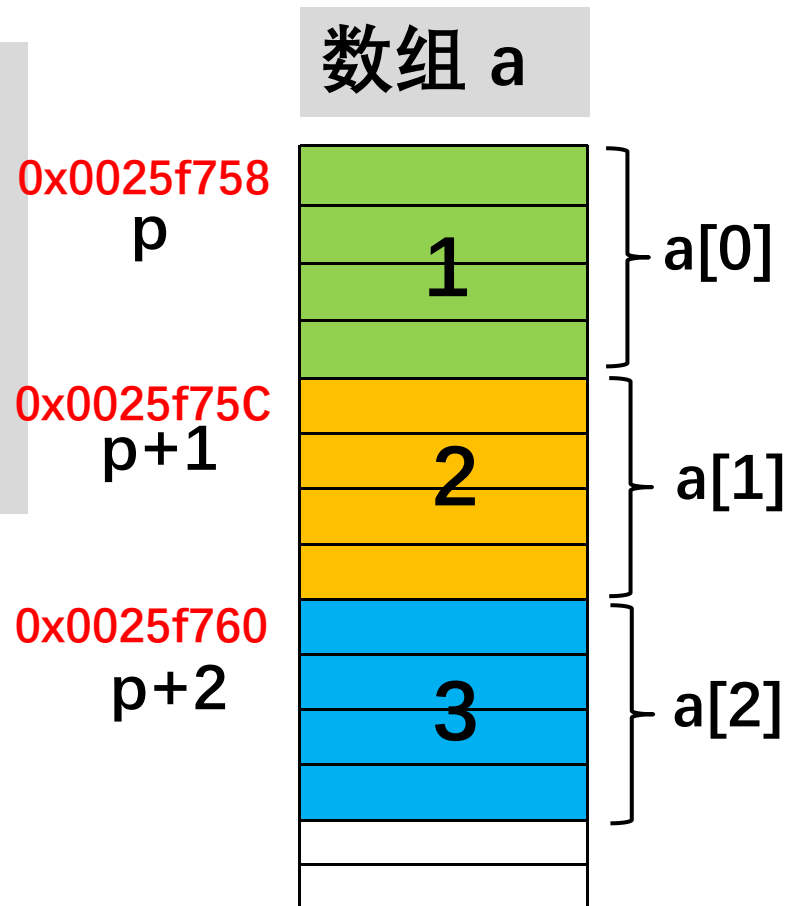 数组 a
0x0025f758
p
1
a[0]
0x0025f75C
p+1
2
a[1]
0x0025f760
p+2
3
a[2]